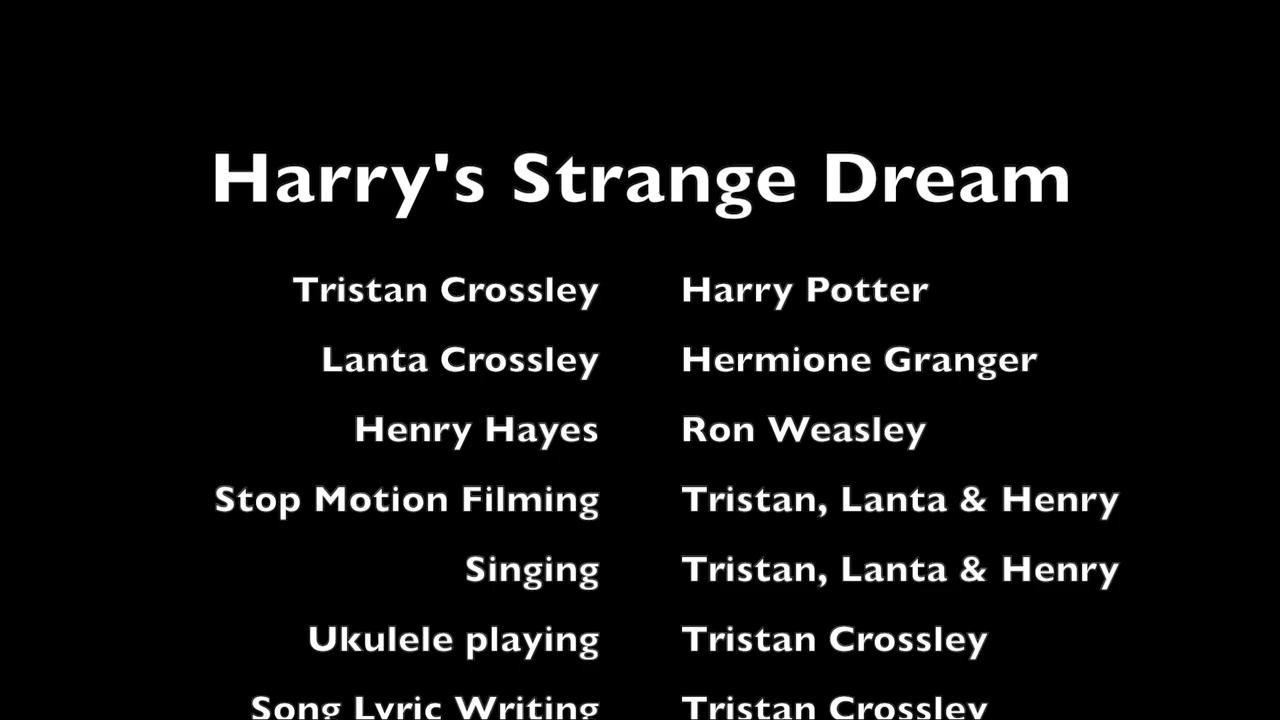 Harry's Strange Dream
Tristan Crossley Harry Potter
Lanta Crossley Hermione Granger
Henry Hayes Ron Weasley
Stop Motion Filming Tristan, Lanta & Henry
Singing Tristan, Lanta & Henry
Ukulele playing Tristan Crossley
Song Lyric Writing Tristan Crossley